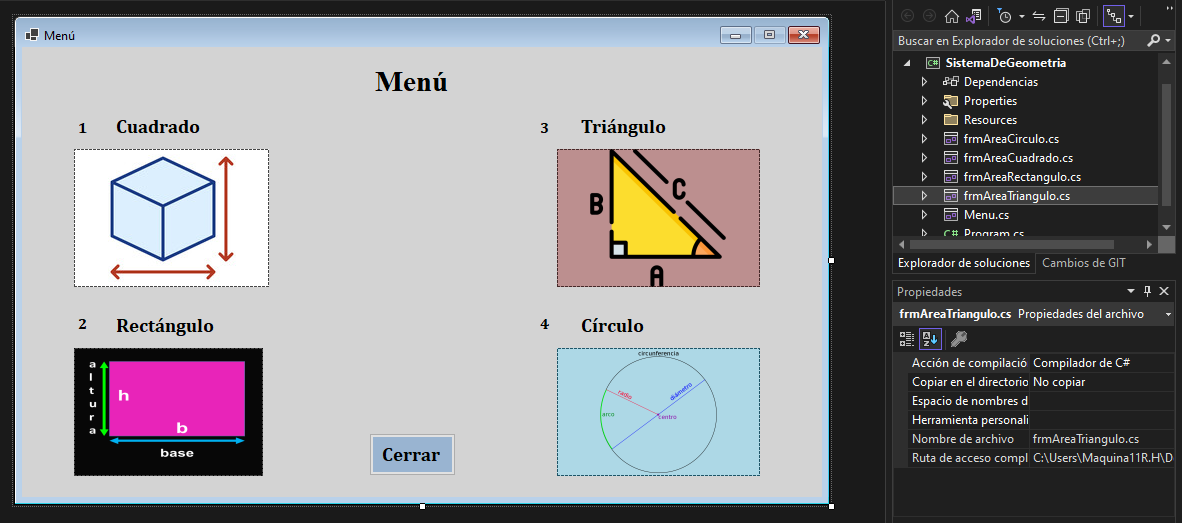 Menú
Menú
1 Cuadrado
3 Triángulo
B
C
A
2 Rectángulo
4 Círculo
altura
h
b
base
circunferencia
radio
diámetro
arco
centro
Cerrar
Buscar en Explorador de soluciones (Ctrl+;)
C# SistemaDeGeometria
Dependencias
Properties
Resources
frmAreaCirculo.cs
frmAreaCuadrado.cs
frmAreaRectangulo.cs
frmAreaTriangulo.cs
Menu.cs
C# Program.cs
Explorador de soluciones Cambios de GIT
Propiedades
frmAreaTriangulo.cs Propiedades del archivo
Acción de compilació Compilador de C#
Copiar en el directorio No copiar
Espacio de nombres d
Herramienta personali
Nombre de archivo frmAreaTriangulo.cs
Ruta de acceso compl C:\Users\Maquina11R.H\D